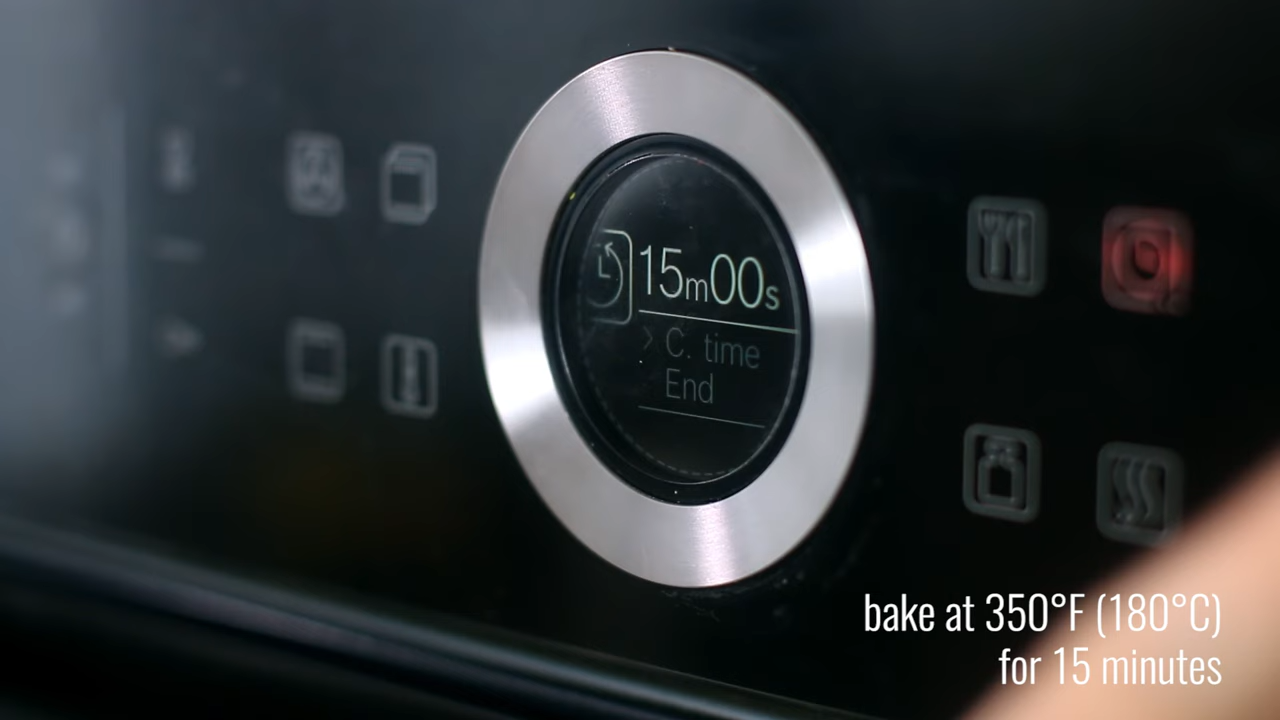 15m00s
> C. time
End
bake at 350°F (180°C)
for 15 minutes